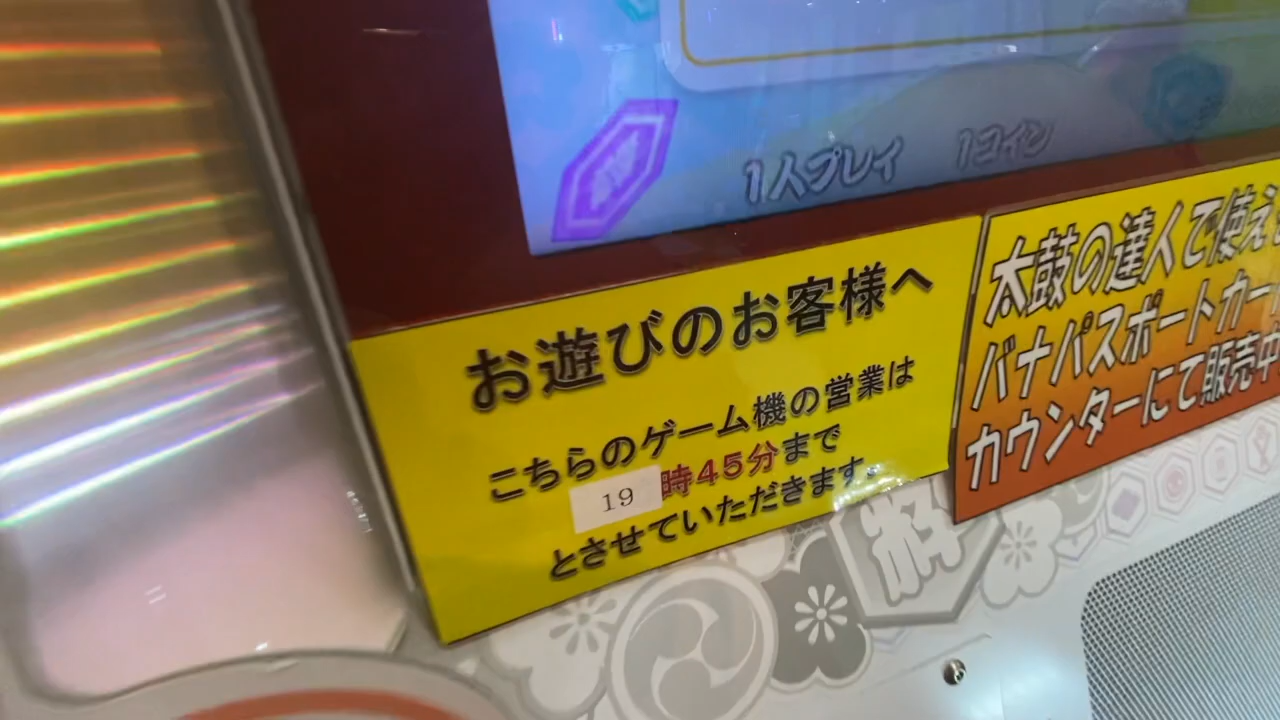 1人プレイ 1コイン
お遊びのお客様へ
こちらのゲーム機の営業は
19時45分まで
とさせていただきます。
太鼓の達人で使え
バナパスポートカー
カウンターにて販売中